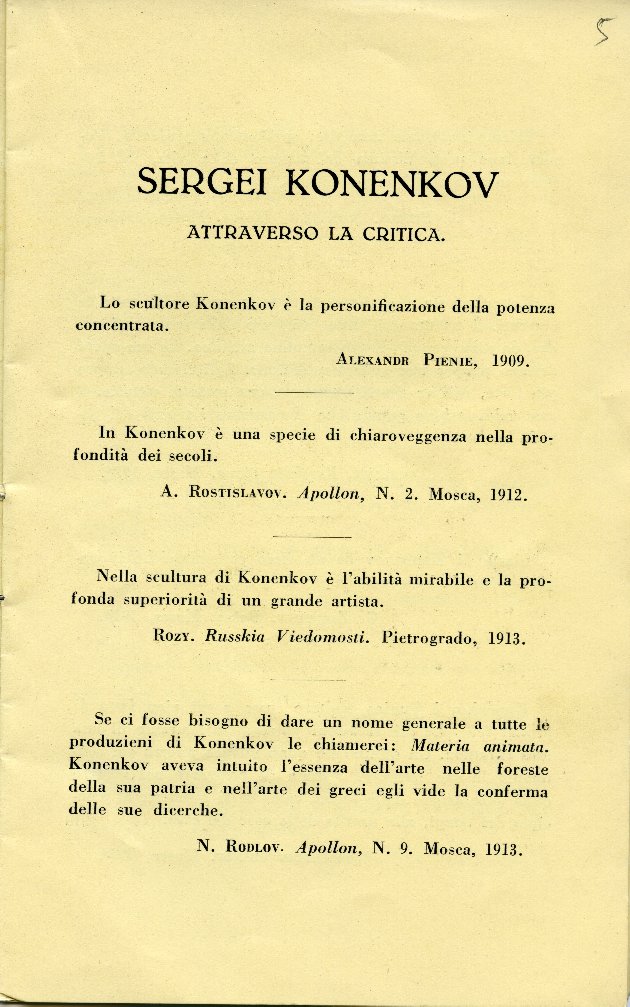 5
SERGEI KONENKOV
ATTRAVERSO LA CRITICA.
Lo scultore Konenkov è la personificazione della potenza
concentrata.
ALEXANDR PIENIE, 1909.
In Konenkov è una specie di chiaroveggenza nella pro-
fondità dei secoli.
A. ROSTISLAVOV. Apollon, N. 2. Mosca, 1912.
Nella scultura di Konenkov è l'abilità mirabile e la pro-
fonda superiorità di un grande artista.
ROZY. Russkia Viedomosti. Pietrogrado, 1913.
Se ci fosse bisogno di dare un nome generale a tutte le
produzieni di Konenkov le chiamerei: Materia animata.
Konenkov aveva intuito l'essenza dell'arte nelle foreste
della sua patria e nell'arte dei greci egli vide la conferma
delle sue dicerche.
N. RODLOV. Apollon, N. 9. Mosca, 1913.